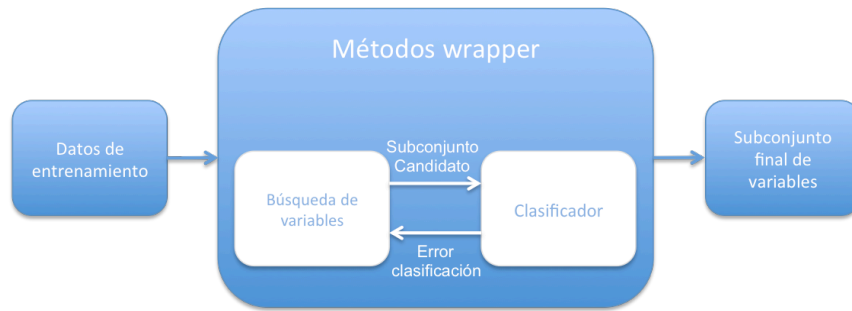 Métodos wrapper
Datos de
entrenamiento
Subconjunto
Candidato
Búsqueda de
variables
Clasificador
Error
clasificación
Subconjunto
final de
variables